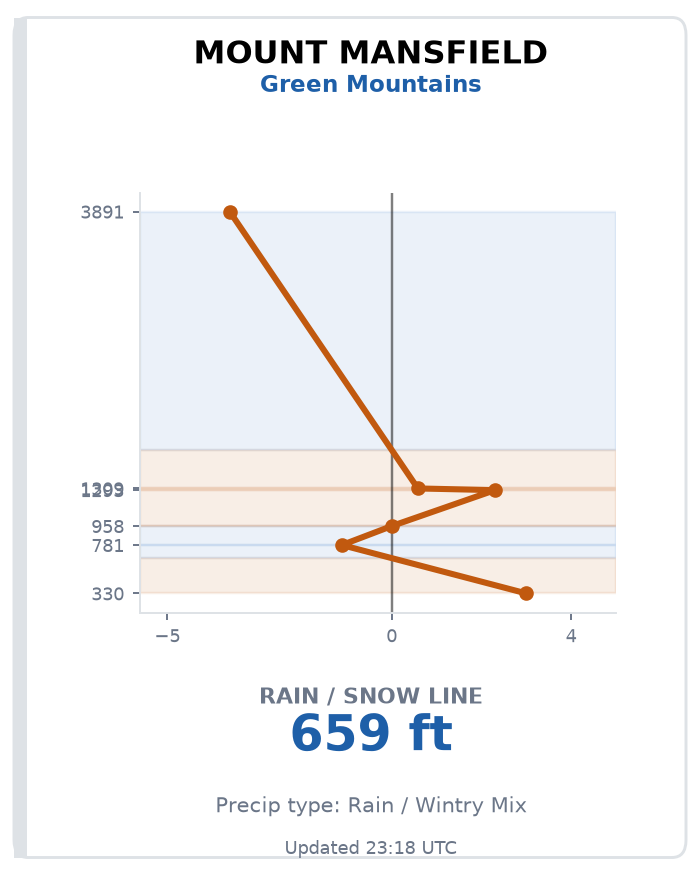 MOUNT MANSFIELD
Green Mountains
3891
958
781
330
−5 0 4
RAIN / SNOW LINE
659 ft
Precip type: Rain / Wintry Mix
Updated 23:18 UTC